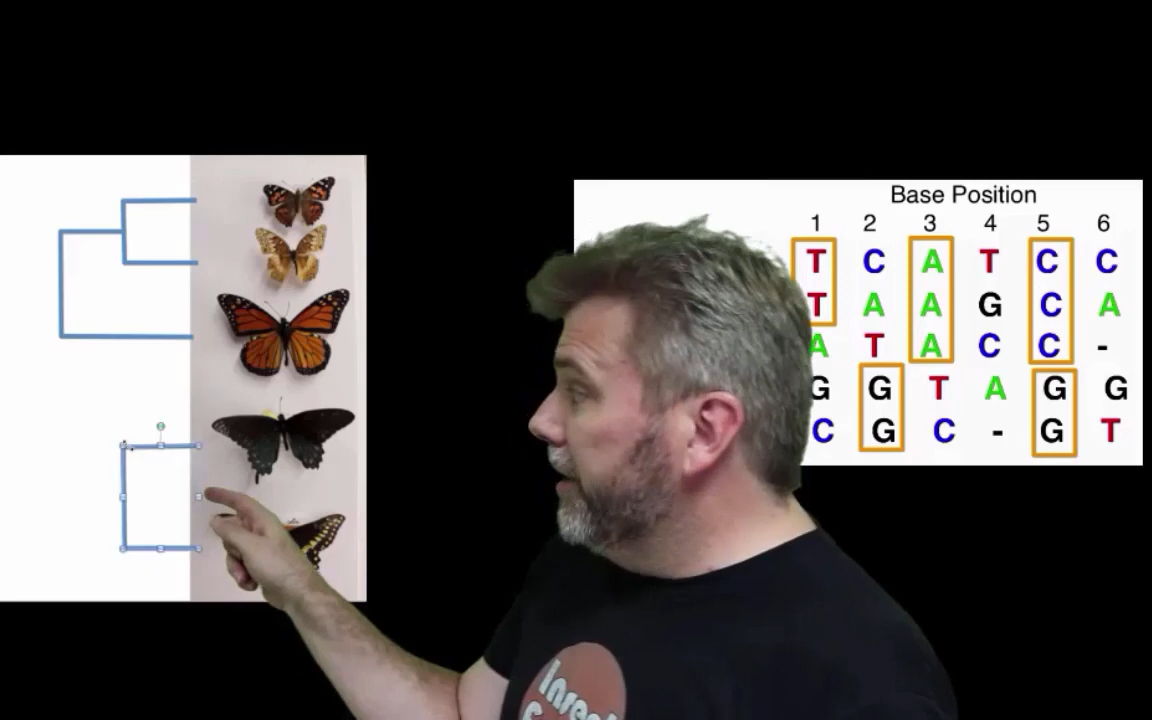 Base Position
1 2 3 4 5 6
T C A T C C
T A A G C A
A T A C C -
G G T A G G
C G C - G T